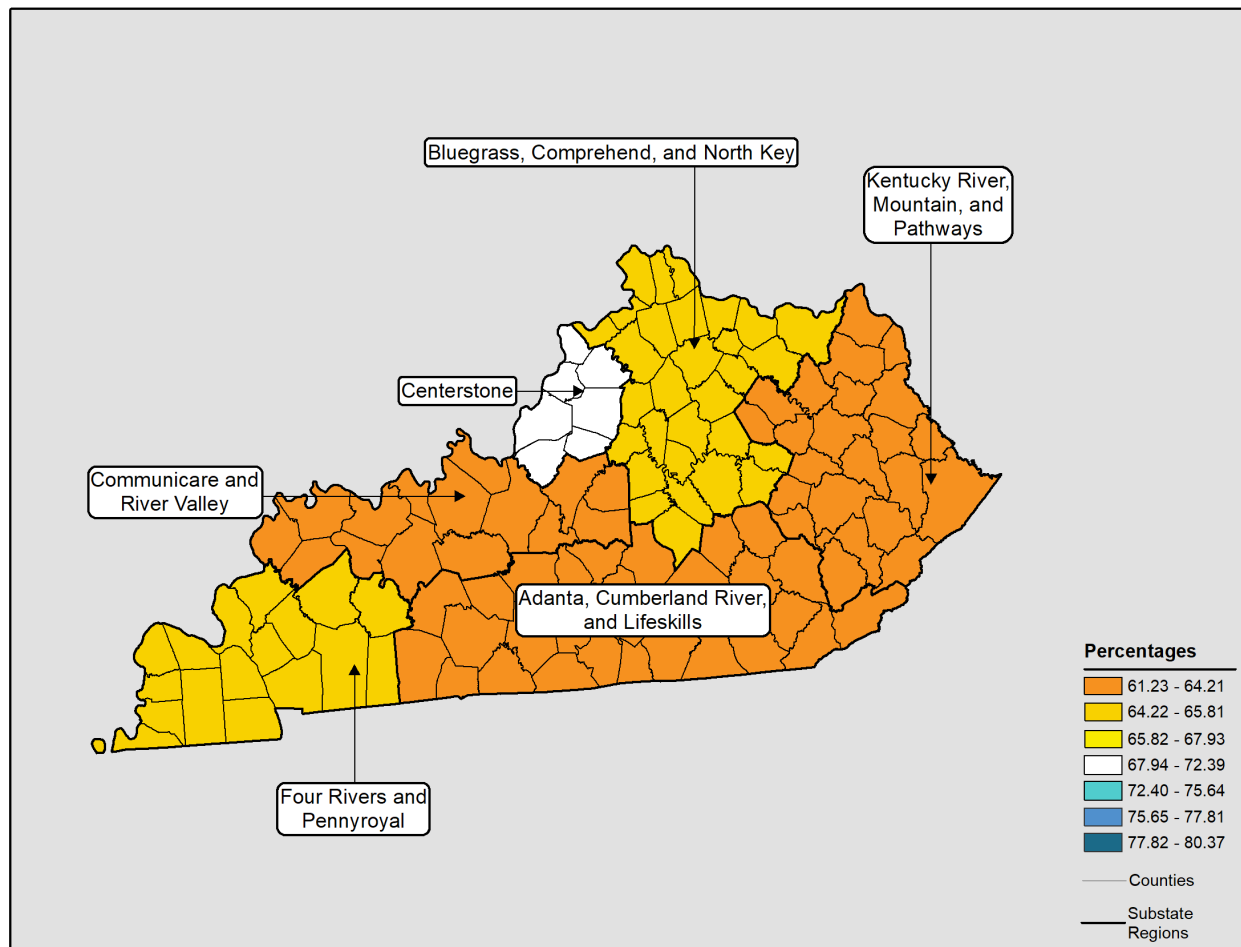 Bluegrass, Comprehend, and North Key
Kentucky River,
Mountain, and
Pathways
Centerstone
Communicare and
River Valley
Adanta, Cumberland River,
and Lifeskills
Four Rivers and
Pennyroyal
Percentages
61.23 - 64.21
64.22 - 65.81
65.82 - 67.93
67.94 - 72.39
72.40 - 75.64
75.65 - 77.81
77.82 - 80.37
Counties
Substate
Regions